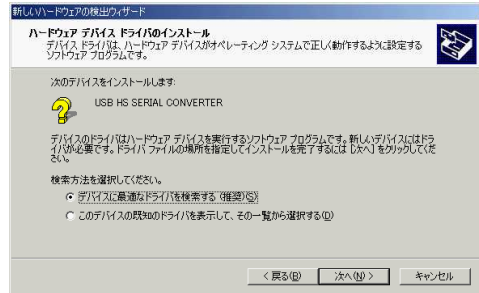 新しいハードウェアの検出ウィザード
ハードウェア デバイス ドライバのインストール
デバイス ドライバは、ハードウェア デバイスがオペレーティング システムで正しく動作するように設定する
ソフトウェア プログラムです。
次のデバイスをインストールします:
USB HS SERIAL CONVERTER
デバイスのドライバはハードウェア デバイスを実行するソフトウェア プログラムです。新しいデバイスにはドラ
イバが必要です。ドライバ ファイルの場所を指定してインストールを完了するには [次へ] をクリックしてくだ
さい。
検索方法を選択してください。
デバイスに最適なドライバを検索する (推奨)(S)
このデバイスの既知のドライバを表示して、その一覧から選択する(D)
< 戻る(B)
次へ(N) >
キャンセル